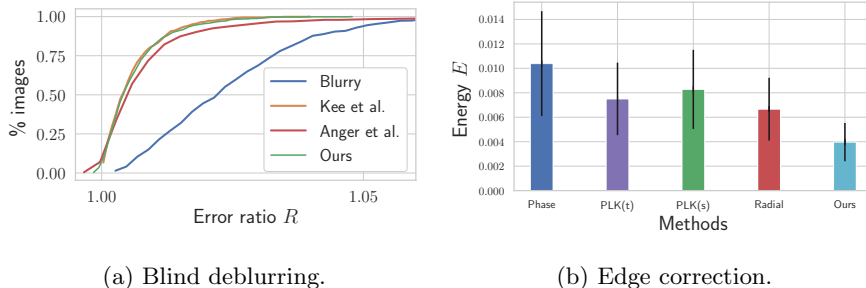 % images
1.00
0.75
0.50
0.25
0.00
Blurry
Kee et al.
Anger et al.
Ours
1.00
1.05
Error ratio R
(a) Blind deblurring.
Energy E
0.014
0.012
0.010
0.008
0.006
0.004
0.002
0.000
Phase
PLK(t)
PLK(s)
Radial
Ours
Methods
(b) Edge correction.